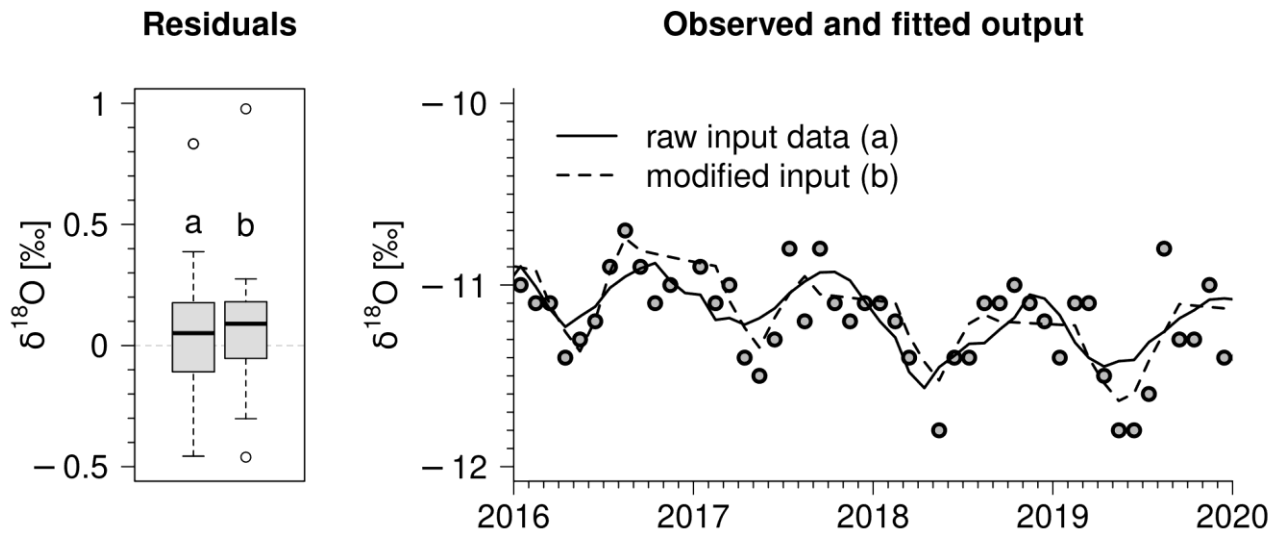 Residuals
δ18O [‰]
1
0.5
0
−0.5
a
b
Observed and fitted output
δ18O [‰]
−10
−11
−12
raw input data (a)
modified input (b)
2016 2017 2018 2019 2020